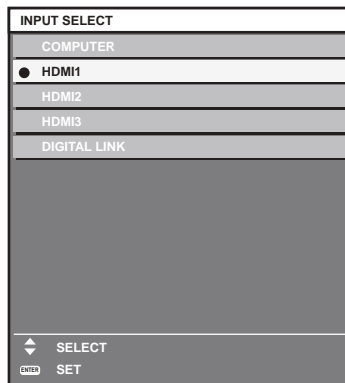 INPUT SELECT
COMPUTER
HDMI1
HDMI2
HDMI3
DIGITAL LINK
SELECT
ENTER SET